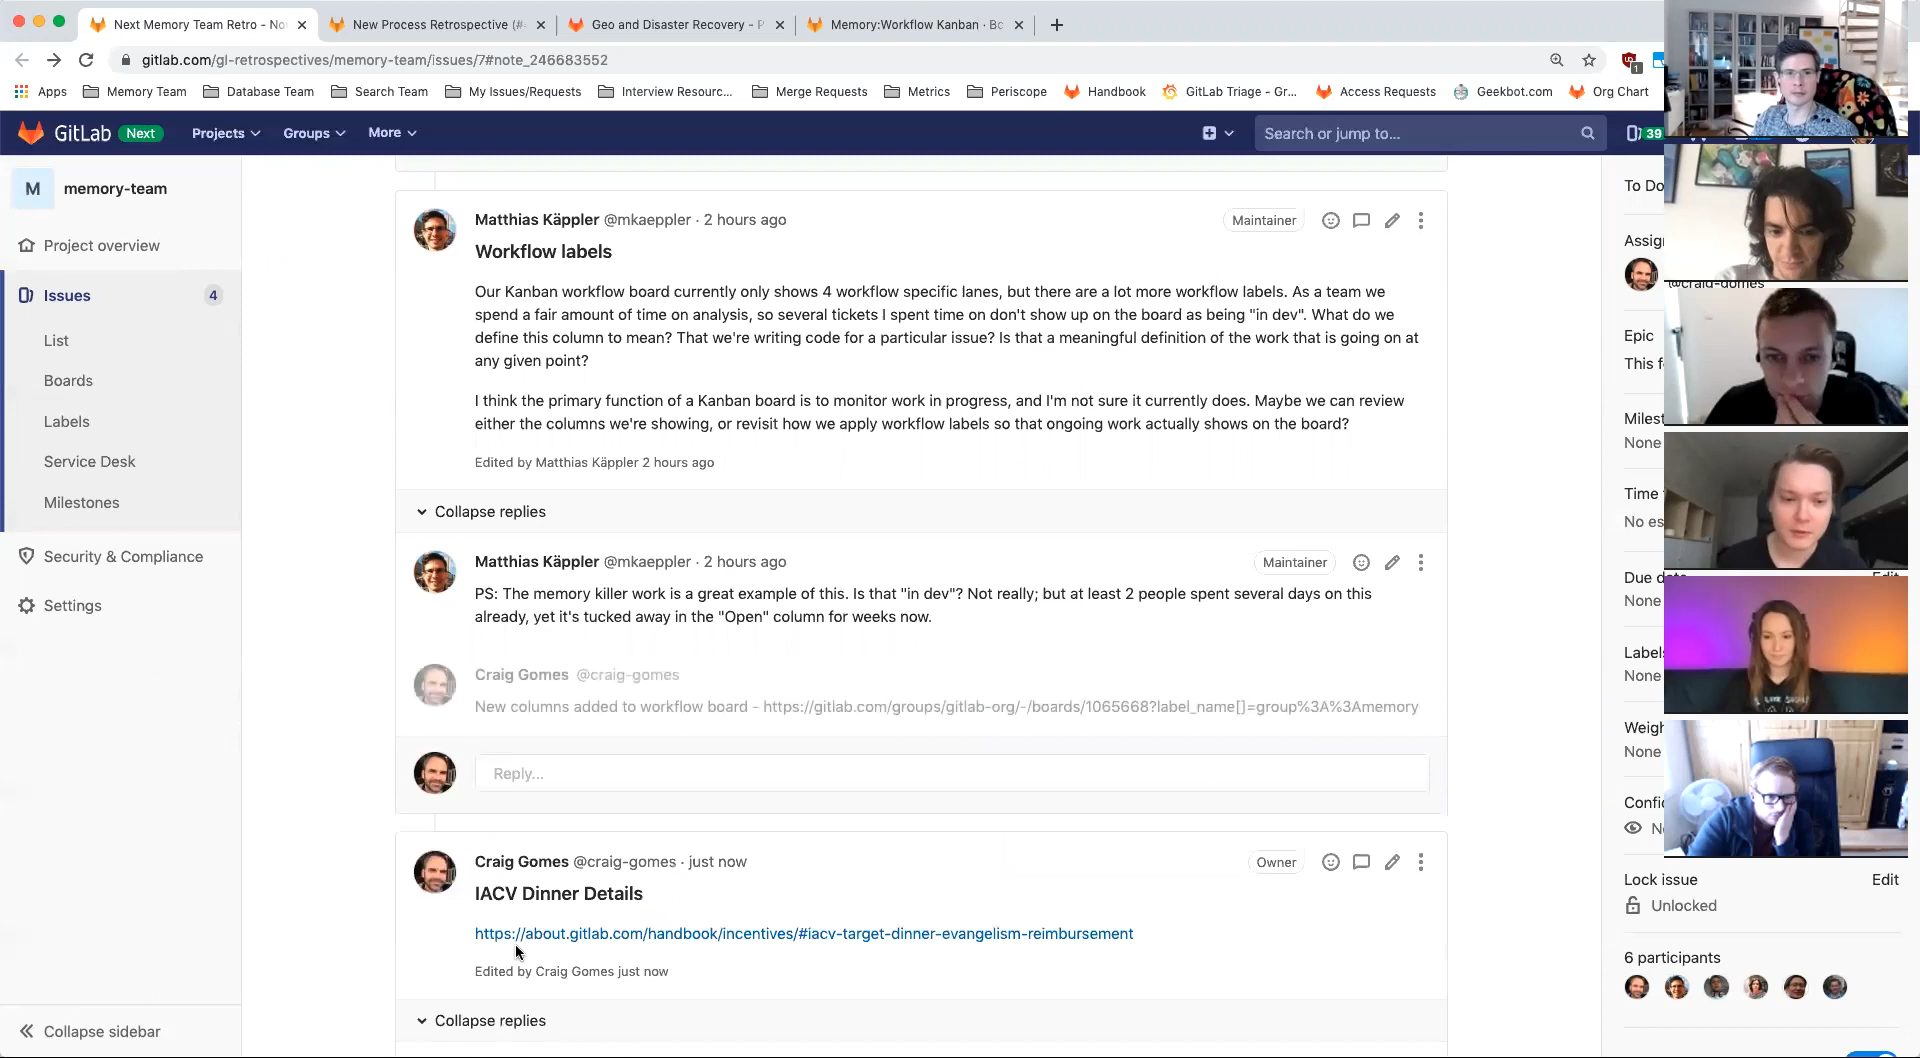 Next Memory Team Retro - No
New Process Retrospective (#
Geo and Disaster Recovery - P
Memory:Workflow Kanban · Bo
gitlab.com/gl-retrospectives/memory-team/issues/7#note_246683552
1
Apps
Memory Team
Database Team
Search Team
My Issues/Requests
Interview Resourc...
Merge Requests
Metrics
Periscope
Handbook
GitLab Triage - Gr...
Access Requests
Geekbot.com
Org Chart
GitLab Next
Projects
Groups
More
Search or jump to...
39
M memory-team
Project overview
Issues 4
List
Boards
Labels
Service Desk
Milestones
Security & Compliance
Settings
Collapse sidebar
Matthias Käppler @mkaeppler · 2 hours ago
Maintainer
Workflow labels
Our Kanban workflow board currently only shows 4 workflow specific lanes, but there are a lot more workflow labels. As a team we
spend a fair amount of time on analysis, so several tickets I spent time on don't show up on the board as being "in dev". What do we
define this column to mean? That we're writing code for a particular issue? Is that a meaningful definition of the work that is going on at
any given point?
I think the primary function of a Kanban board is to monitor work in progress, and I'm not sure it currently does. Maybe we can review
either the columns we're showing, or revisit how we apply workflow labels so that ongoing work actually shows on the board?
Edited by Matthias Käppler 2 hours ago
Collapse replies
Matthias Käppler @mkaeppler · 2 hours ago
Maintainer
PS: The memory killer work is a great example of this. Is that "in dev"? Not really; but at least 2 people spent several days on this
already, yet it's tucked away in the "Open" column for weeks now.
Craig Gomes @craig-gomes
New columns added to workflow board - https://gitlab.com/groups/gitlab-org/-/boards/1065668?label_name[]=group%3A%3Amemory
Reply...
Craig Gomes @craig-gomes · just now
Owner
IACV Dinner Details
https://about.gitlab.com/handbook/incentives/#iacv-target-dinner-evangelism-reimbursement
Edited by Craig Gomes just now
Collapse replies
To Do
Assig
@craig-gomes
Epic
This f
Milest
None
Time
No es
Due da
Edit
None
Label
None
Weigh
None
Confi
N
Lock issue
Edit
Unlocked
6 participants